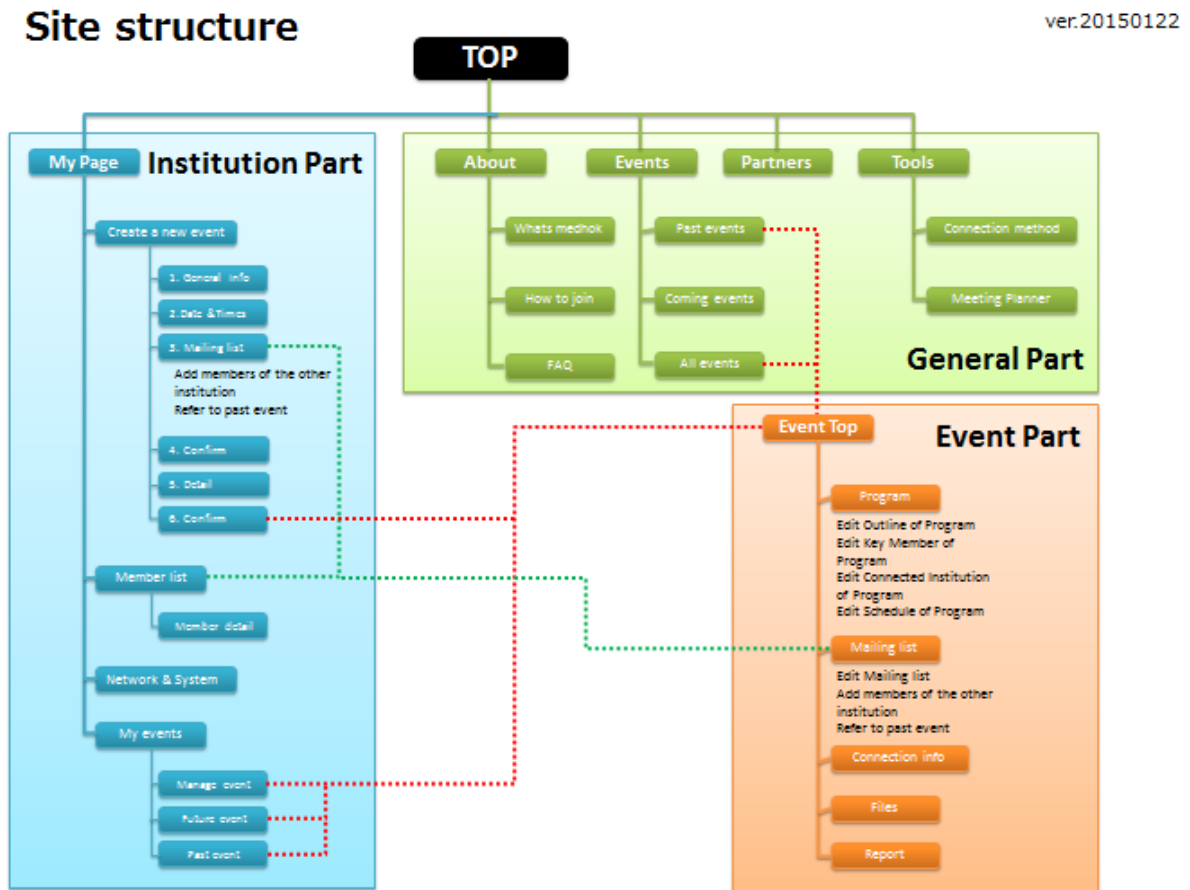 Site structure
ver.20150122
TOP
My Page
Institution Part
Create a new event
1. General info
2.Date &Times
3. Mailing list
Add members of the other
institution
Refer to past event
4. Confirm
5. Detail
6. Confirm
Member list
Member detail
Network & System
My events
Manage event
Future event
Past event
About
Events
Partners
Tools
Whats medhok
Past events
Connection method
How to join
Coming events
Meeting Planner
FAQ
All events
General Part
Event Top
Event Part
Program
Edit Outline of Program
Edit Key Member of
Program
Edit Connected Institution
of Program
Edit Schedule of Program
Mailing list
Edit Mailing list
Add members of the other
institution
Refer to past event
Connection info
Files
Report